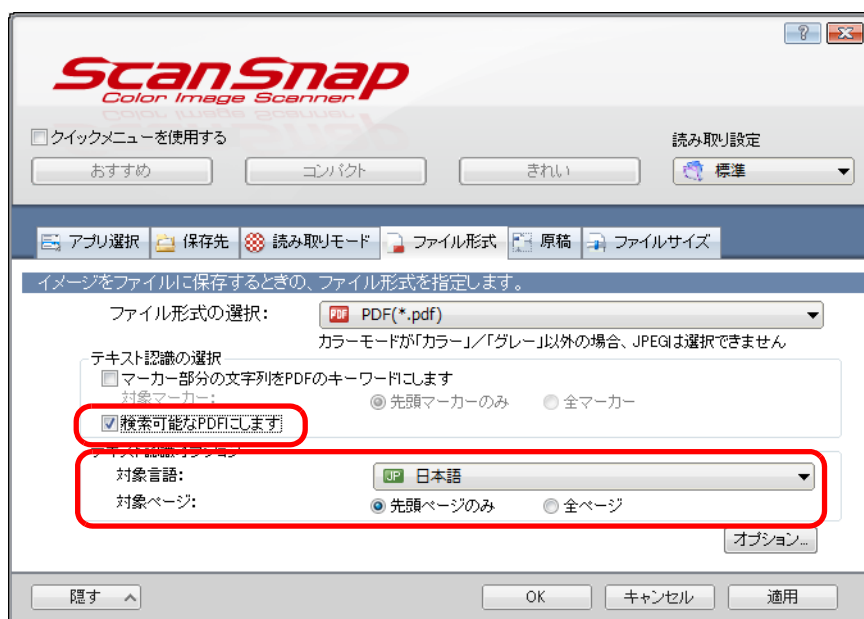 ScanSnap
Color Image Scanner
クイックメニューを使用する
読み取り設定
おすすめ コンパクト きれい 標準
アプリ選択 保存先 読み取りモード ファイル形式 原稿 ファイルサイズ
イメージをファイルに保存するときの、ファイル形式を指定します。
ファイル形式の選択: PDF PDF(*.pdf)
カラーモードが「カラー」/「グレー」以外の場合、JPEGは選択できません
テキスト認識の選択
マーカー部分の文字列をPDFのキーワードにします
対象マーカー: 先頭マーカーのみ 全マーカー
検索可能なPDFにします
テキスト認識オプション
対象言語: JP 日本語
対象ページ: 先頭ページのみ 全ページ
オプション...
隠す OK キャンセル 適用